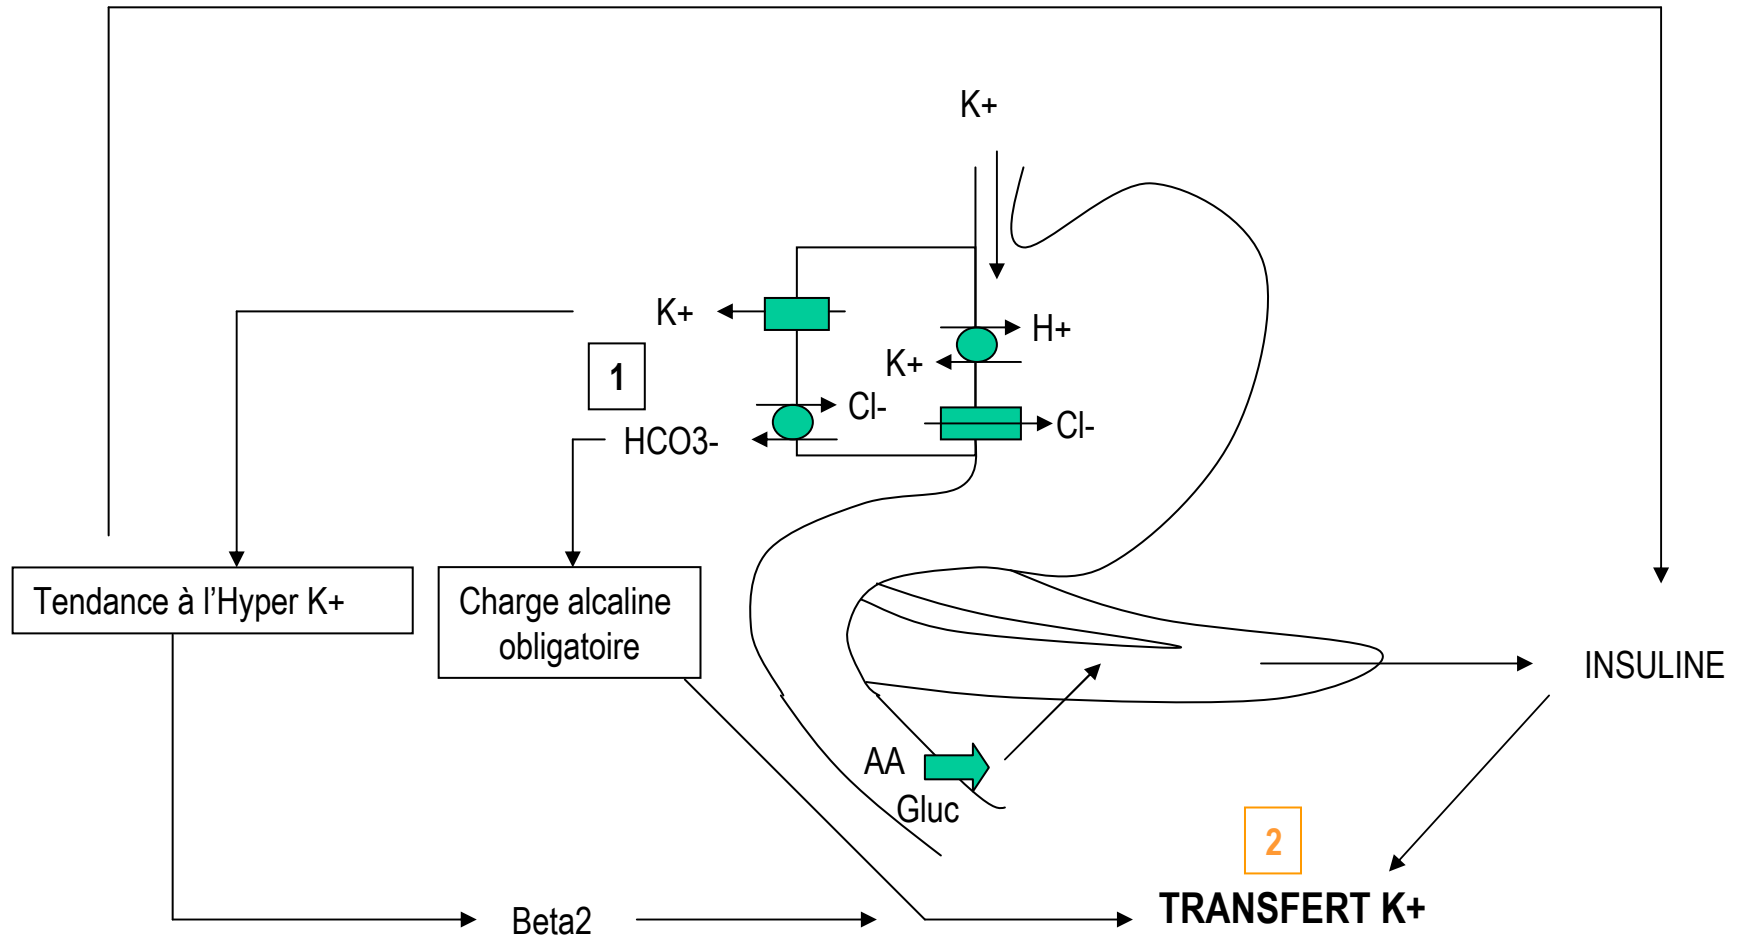 K+
K+
H+
K+
1
Cl-
Cl-
HCO3-
Tendance à l'Hyper K+
Charge alcaline
obligatoire
INSULINE
AA
Gluc
2
TRANSFERT K+
Beta2